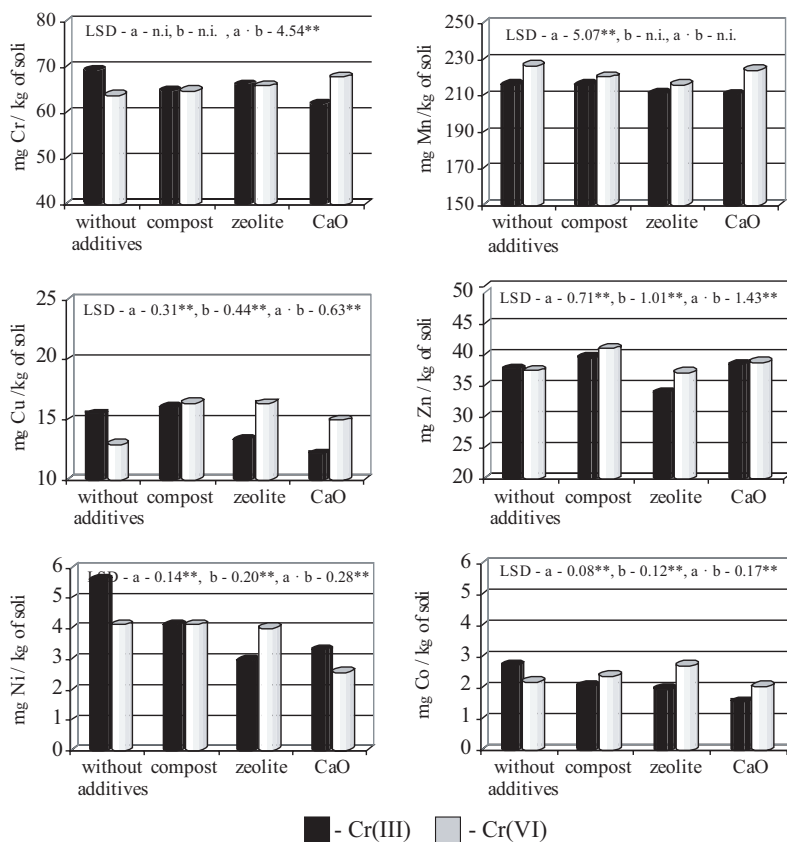 mg Cr / kg of soli
80
70
60
50
40
LSD - a - n.i, b - n.i. , a · b - 4.54**
without additives
compost
zeolite
CaO
mg Mn /kg of soli
250
230
210
190
170
150
LSD - a - 5.07**, b - n.i., a · b - n.i.
without additives
compost
zeolite
CaO
mg Cu /kg of soli
25
20
15
10
LSD - a - 0.31**, b - 0.44**, a · b - 0.63**
without additives
compost
zeolite
CaO
mg Zn / kg of soli
50
45
40
35
30
25
20
LSD - a - 0.71**, b - 1.01**, a · b - 1.43**
without additives
compost
zeolite
CaO
mg Ni / kg of soli
6
5
4
3
2
1
0
LSD - a - 0.14**, b - 0.20**, a · b - 0.28**
without additives
compost
zeolite
CaO
mg Co / kg of soli
6
5
4
3
2
1
0
LSD - a - 0.08**, b - 0.12**, a · b - 0.17**
without additives
compost
zeolite
CaO
- Cr(III) - Cr(VI)